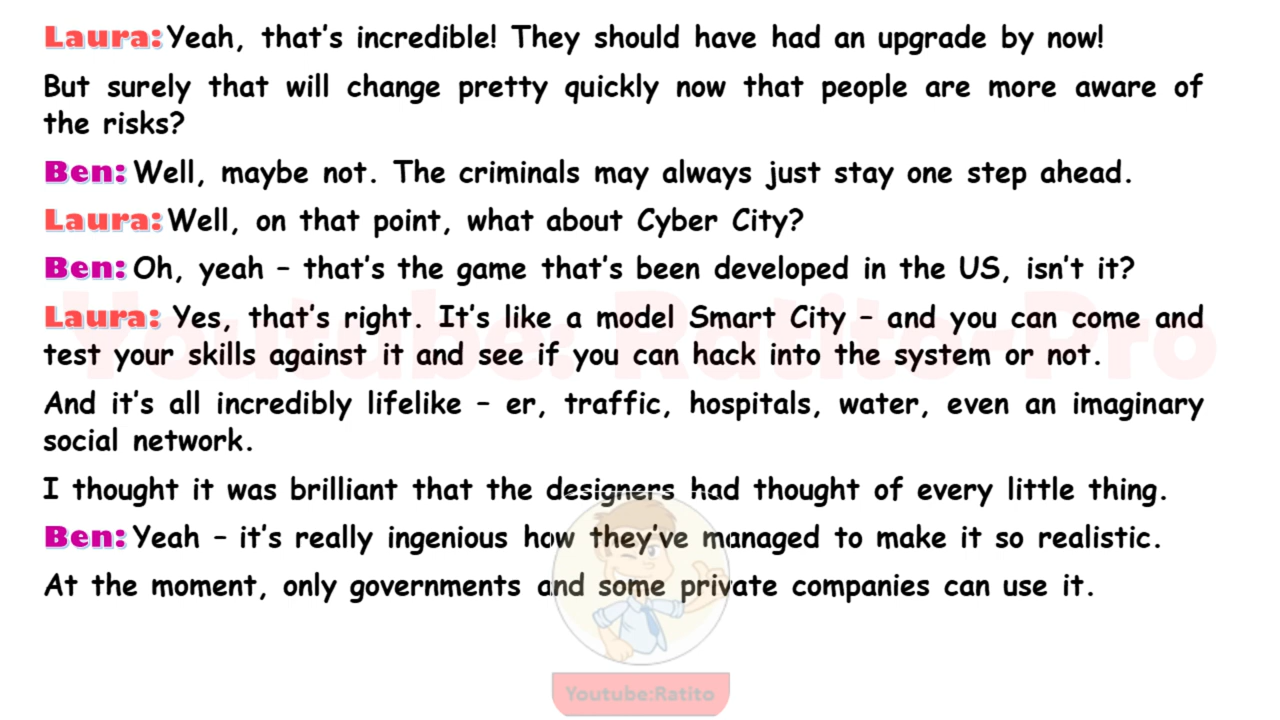 Laura: Yeah, that's incredible! They should have had an upgrade by now!
But surely that will change pretty quickly now that people are more aware of
the risks?
Ben: Well, maybe not. The criminals may always just stay one step ahead.
Laura: Well, on that point, what about Cyber City?
Ben: Oh, yeah – that's the game that's been developed in the US, isn't it?
Laura: Yes, that's right. It's like a model Smart City – and you can come and
test your skills against it and see if you can hack into the system or not.
And it's all incredibly lifelike – er, traffic, hospitals, water, even an imaginary
social network.
I thought it was brilliant that the designers had thought of every little thing.
Ben: Yeah – it's really ingenious how they've managed to make it so realistic.
At the moment, only governments and some private companies can use it.
Youtube: Ratito-Pro
Youtube:Ratito